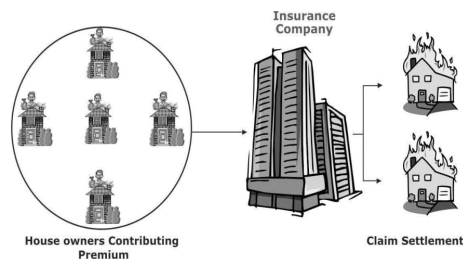 Insurance
Company
House owners Contributing
Premium
Claim Settlement